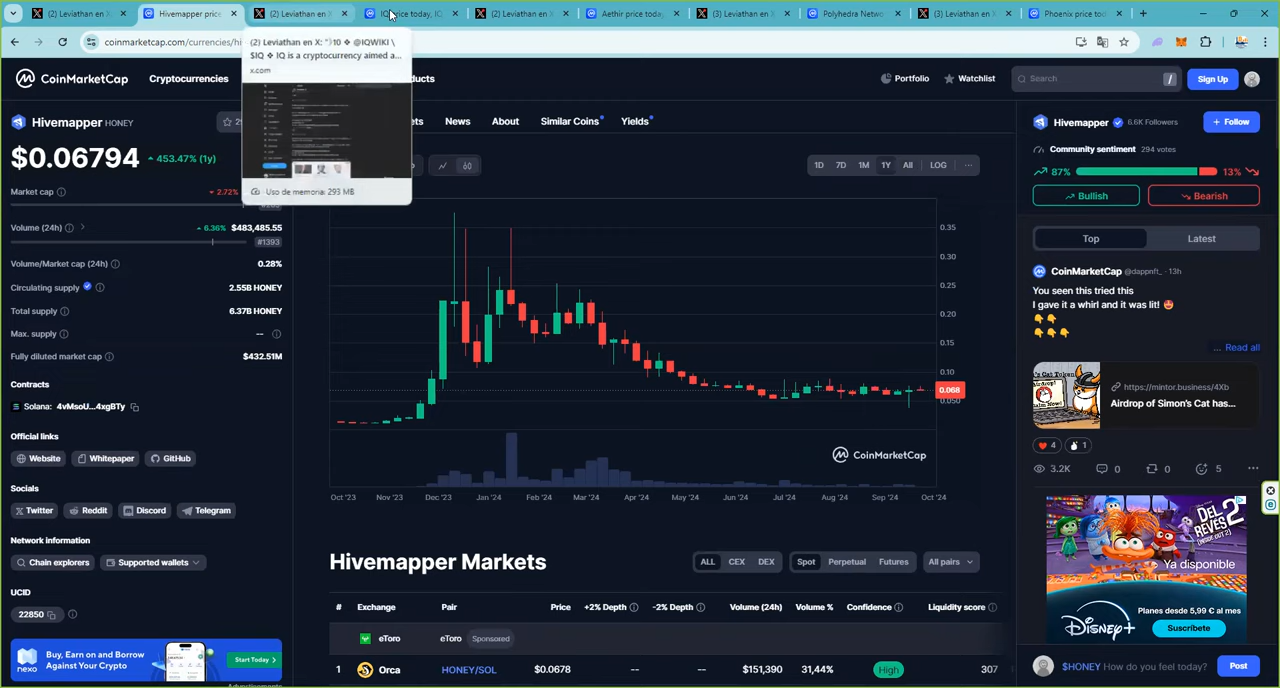 (2) Leviathan en X
Hivemapper price
(2) Leviathan en X
IQ price today, IQ
(2) Leviathan en X
Aethir price today
(3) Leviathan en X
Polyhedra Netwo
(3) Leviathan en X
Phoenix price tod
coinmarketcap.com/currencies/hi
(2) Leviathan en X: "》10 ❖ @IQWIKI \
$IQ ❖ IQ is a cryptocurrency aimed a...
x.com
Uso de memoria: 293 MB
CoinMarketCap
Cryptocurrencies
Portfolio
Watchlist
Search
/
Sign Up
Hivemapper HONEY
$0.06794
453.47% (1y)
Market cap
2.72%
Volume (24h)
6.36% $483,485.55
#1393
Volume/Market cap (24h)
0.28%
Circulating supply
2.55B HONEY
Total supply
6.37B HONEY
Max. supply
--
Fully diluted market cap
$432.51M
Contracts
Solana: 4vMsoU...4xgBTy
Official links
Website
Whitepaper
GitHub
Socials
Twitter
Reddit
Discord
Telegram
Network information
Chain explorers
Supported wallets
UCID
22850
nexo
Buy, Earn on and Borrow
Against Your Crypto
Start Today
Advertisements
News
About
Similar Coins
Yields
1D
7D
1M
1Y
All
LOG
0.35
0.30
0.25
0.20
0.15
0.10
0.068
0.050
CoinMarketCap
Oct '23
Nov '23
Dec '23
Jan '24
Feb '24
Mar '24
Apr '24
May '24
Jun '24
Jul '24
Aug '24
Sep '24
Oct '24
Hivemapper Markets
ALL
CEX
DEX
Spot
Perpetual
Futures
All pairs
# Exchange Pair Price +2% Depth -2% Depth Volume (24h) Volume % Confidence Liquidity score
eToro eToro Sponsored
1 Orca HONEY/SOL $0.0678 -- -- $151,390 31,44% High 307
Hivemapper
6.6K Followers
+ Follow
Community sentiment 294 votes
87%
13%
Bullish
Bearish
Top
Latest
CoinMarketCap @dappnft_ · 13h
You seen this tried this
I gave it a whirl and it was lit! 🤩
👇👇
👇👇👇
... Read all
https://mintor.business/4Xb
Airdrop of Simon's Cat has...
4
1
3.2K
0
0
5
DEL
REVÉS
2
Ya disponible
Disney+
Planes desde 5,99 € al mes
Suscríbete
$HONEY How do you feel today?
Post